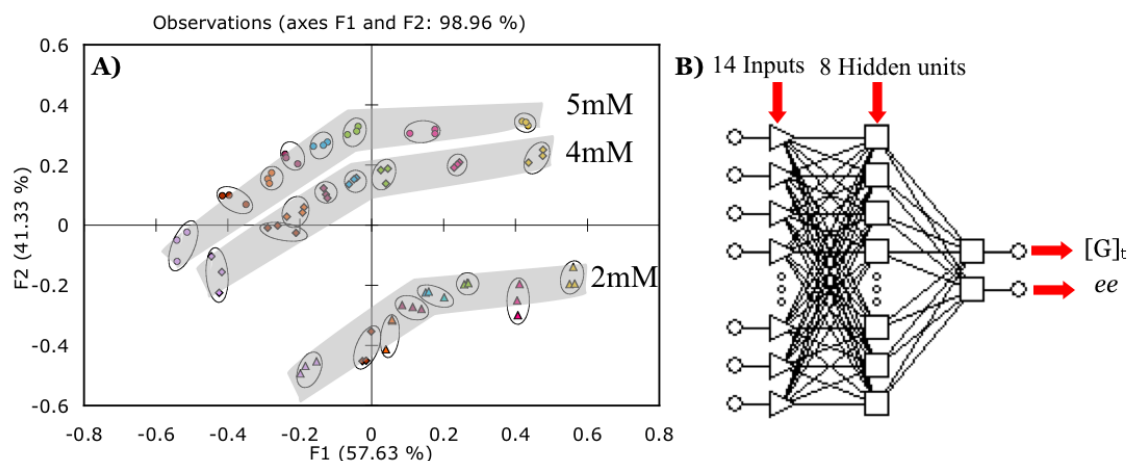 Observations (axes F1 and F2: 98.96 %)
A)
5mM
4mM
2mM
0.6
0.4
0.2
0
-0.2
-0.4
-0.6
F2 (41.33 %)
-0.8 -0.6 -0.4 -0.2 0 0.2 0.4 0.6 0.8
F1 (57.63 %)
B) 14 Inputs 8 Hidden units
[G]t
ee